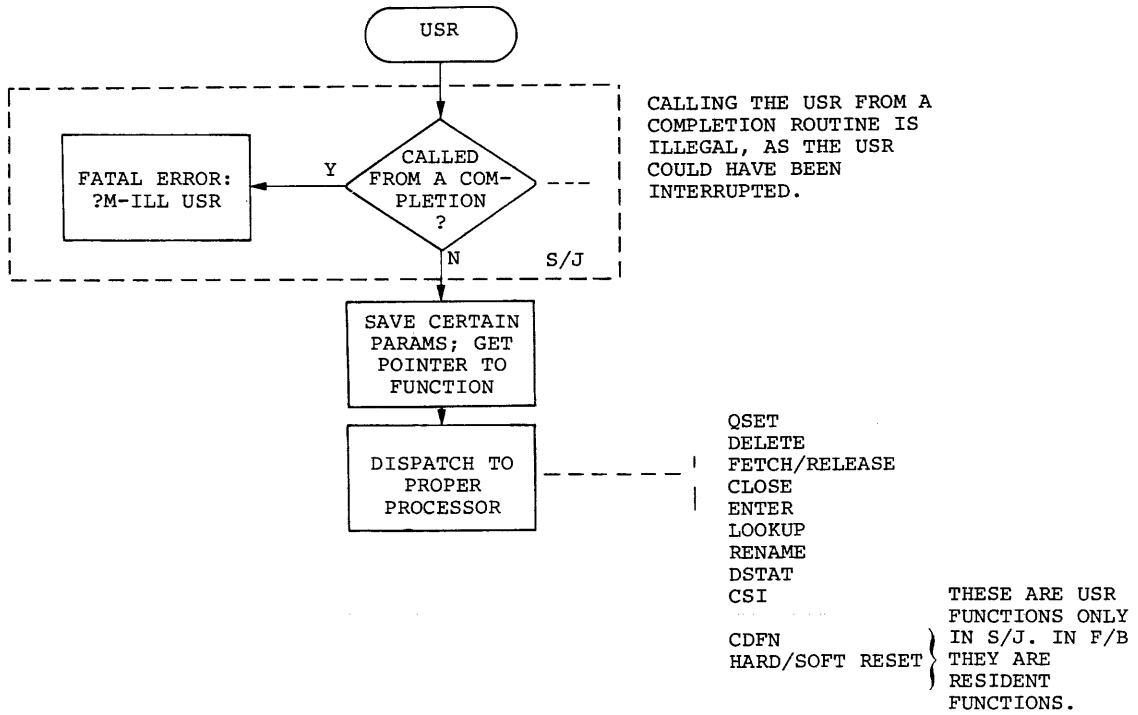 USR
CALLED
FROM A COM-
PLETION
?
Y
FATAL ERROR:
?M-ILL USR
N
S/J
CALLING THE USR FROM A
COMPLETION ROUTINE IS
ILLEGAL, AS THE USR
COULD HAVE BEEN
INTERRUPTED.
SAVE CERTAIN
PARAMS; GET
POINTER TO
FUNCTION
DISPATCH TO
PROPER
PROCESSOR
QSET
DELETE
FETCH/RELEASE
CLOSE
ENTER
LOOKUP
RENAME
DSTAT
CSI
CDFN
HARD/SOFT RESET
THESE ARE USR
FUNCTIONS ONLY
IN S/J. IN F/B
THEY ARE
RESIDENT
FUNCTIONS.